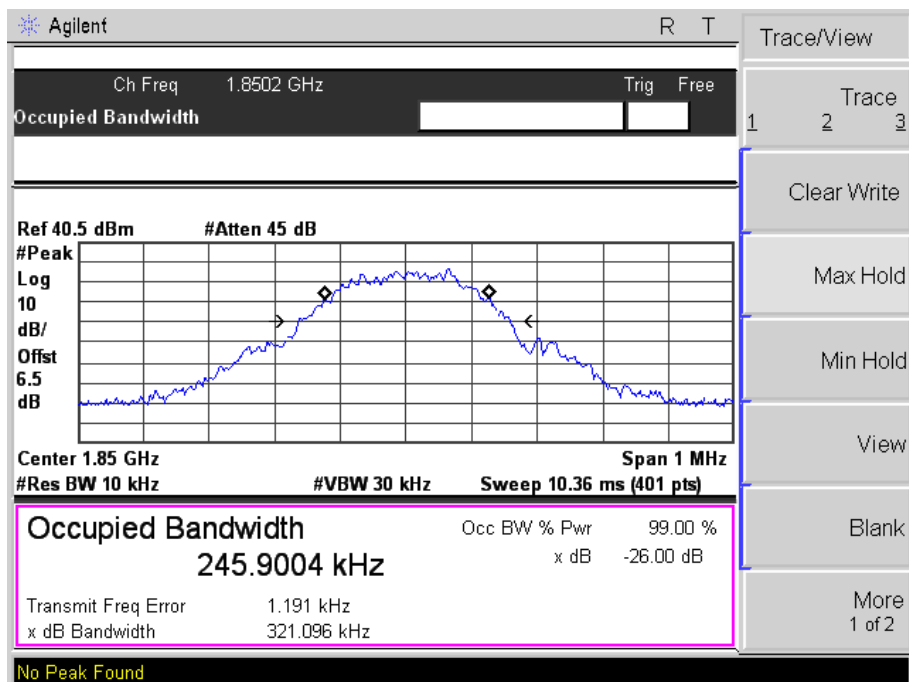 Agilent R T
Trace/View
Ch Freq 1.8502 GHz Trig Free
Occupied Bandwidth
Trace
1 2 3
Clear Write
Max Hold
Min Hold
View
Blank
More
1 of 2
Ref 40.5 dBm #Atten 45 dB
#Peak
Log
10
dB/
Offst
6.5
dB
Center 1.85 GHz Span 1 MHz
#Res BW 10 kHz #VBW 30 kHz Sweep 10.36 ms (401 pts)
Occupied Bandwidth Occ BW % Pwr 99.00 %
245.9004 kHz x dB -26.00 dB
Transmit Freq Error 1.191 kHz
x dB Bandwidth 321.096 kHz
No Peak Found